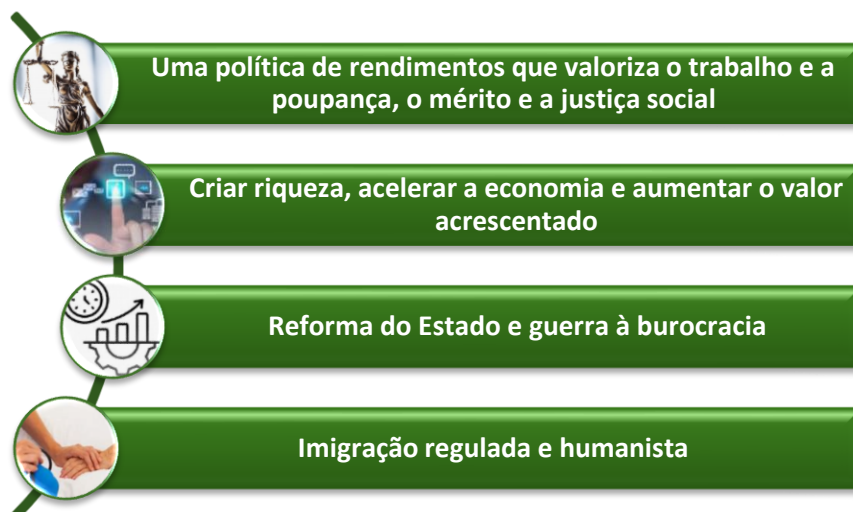 Uma política de rendimentos que valoriza o trabalho e a
poupança, o mérito e a justiça social
Criar riqueza, acelerar a economia e aumentar o valor
acrescentado
Reforma do Estado e guerra à burocracia
Imigração regulada e humanista